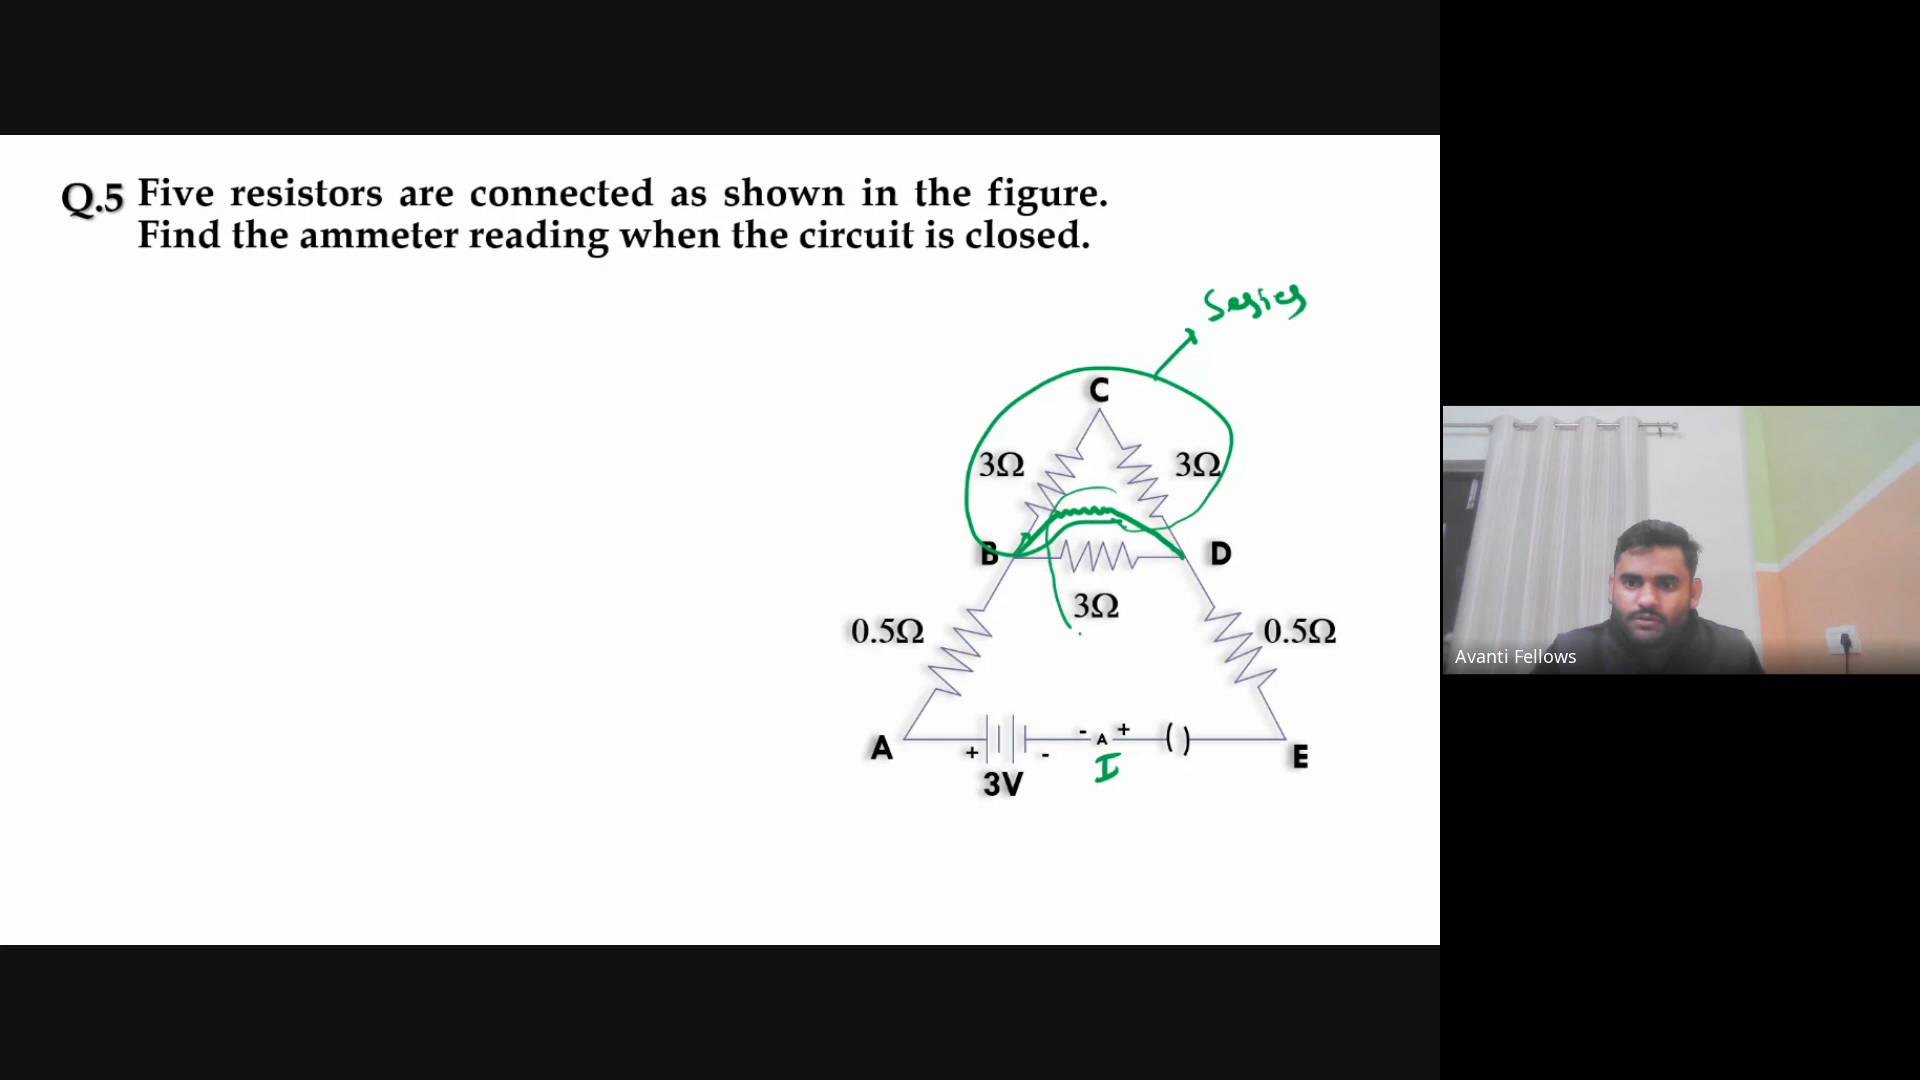 Q.5 Five resistors are connected as shown in the figure.
Find the ammeter reading when the circuit is closed.
Series
C
3Ω
3Ω
B
D
3Ω
0.5Ω
0.5Ω
Avanti Fellows
A
+
-
- A +
( )
E
3V
I